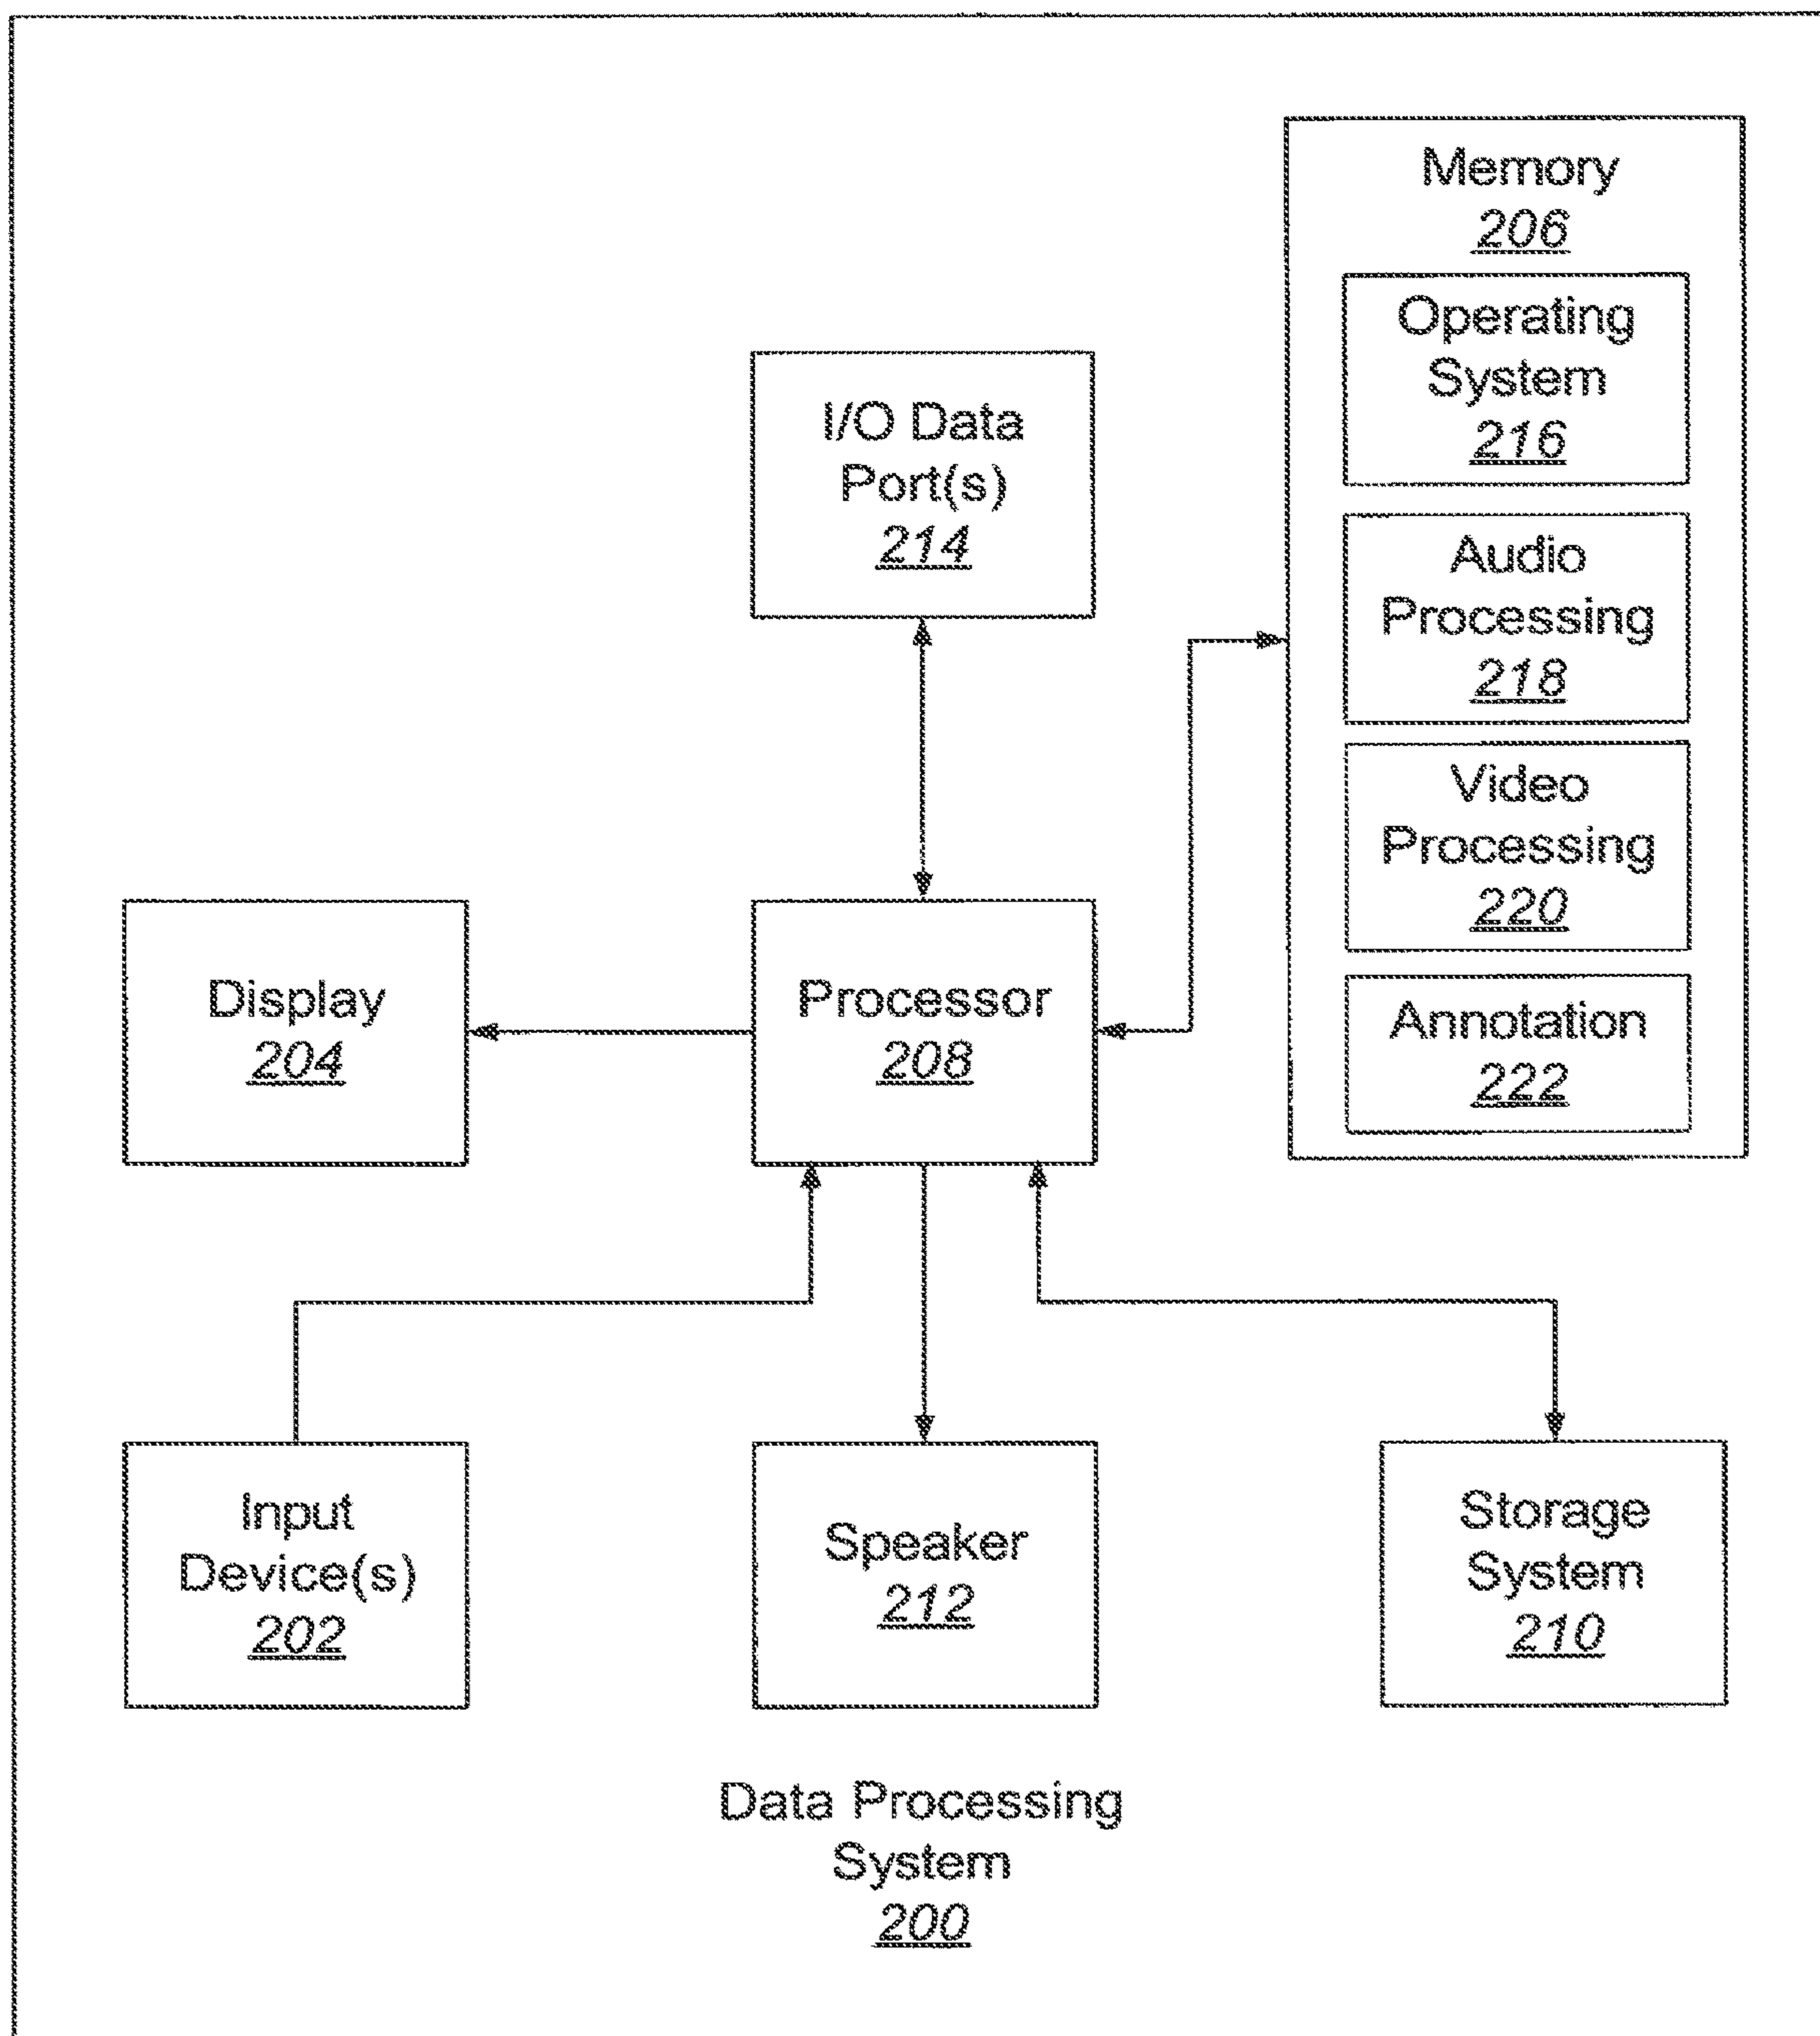 Memory
206
Operating
System
216
I/O Data
Port(s)
214
Audio
Processing
218
Video
Processing
220
Display
204
Processor
208
Annotation
222
Input
Device(s)
202
Speaker
212
Storage
System
210
Data Processing
System
200